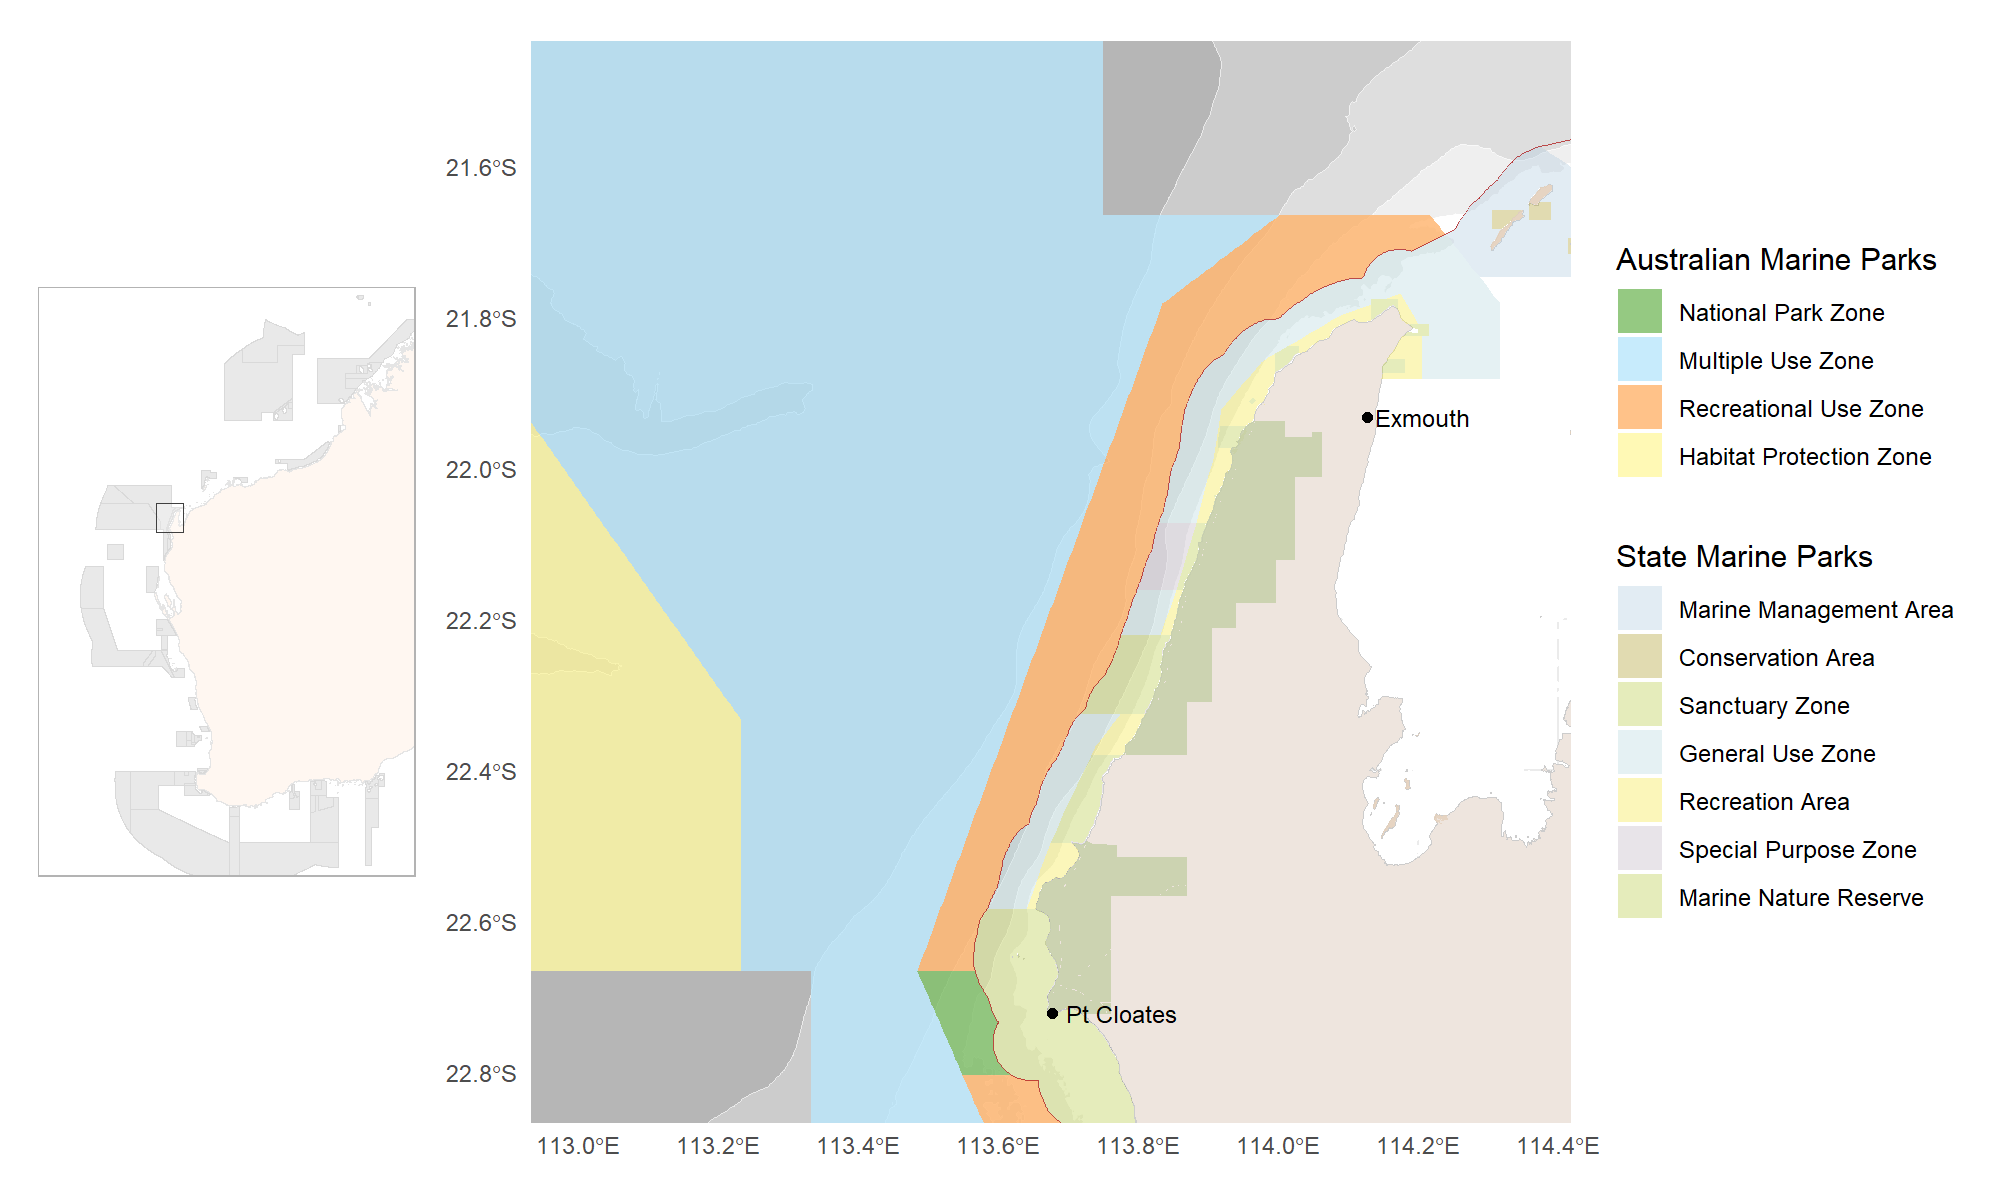 21.6°S
21.8°S
22.0°S
22.2°S
22.4°S
22.6°S
22.8°S
113.0°E
113.2°E
113.4°E
113.6°E
113.8°E
114.0°E
114.2°E
114.4°E
Exmouth
Pt Cloates
Australian Marine Parks
National Park Zone
Multiple Use Zone
Recreational Use Zone
Habitat Protection Zone
State Marine Parks
Marine Management Area
Conservation Area
Sanctuary Zone
General Use Zone
Recreation Area
Special Purpose Zone
Marine Nature Reserve